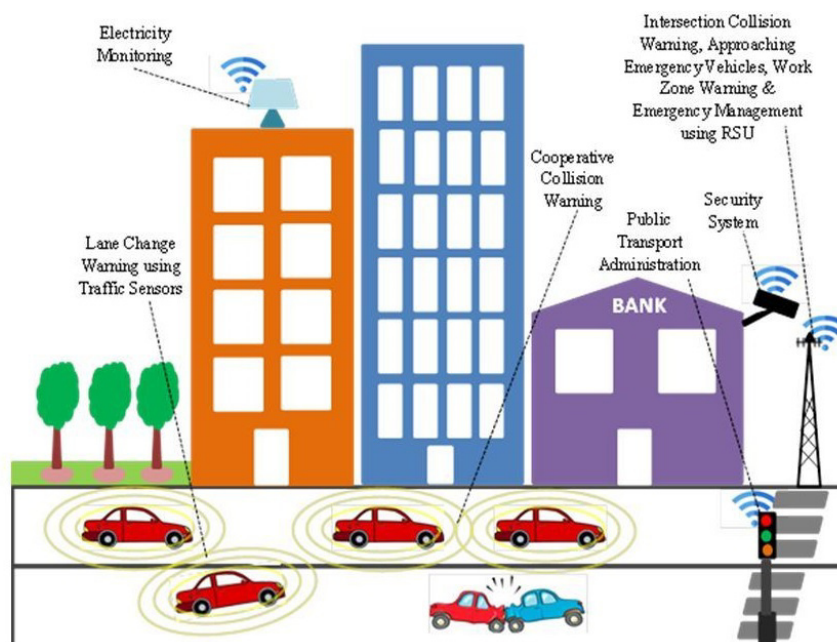 Electricity
Monitoring
Intersection Collision
Warning, Approaching
Emergency Vehicles, Work
Zone Warning &
Emergency Management
using RSU
Cooperative
Collision
Warning
Security
System
Public
Transport
Administration
Lane Change
Warning using
Traffic Sensors
BANK